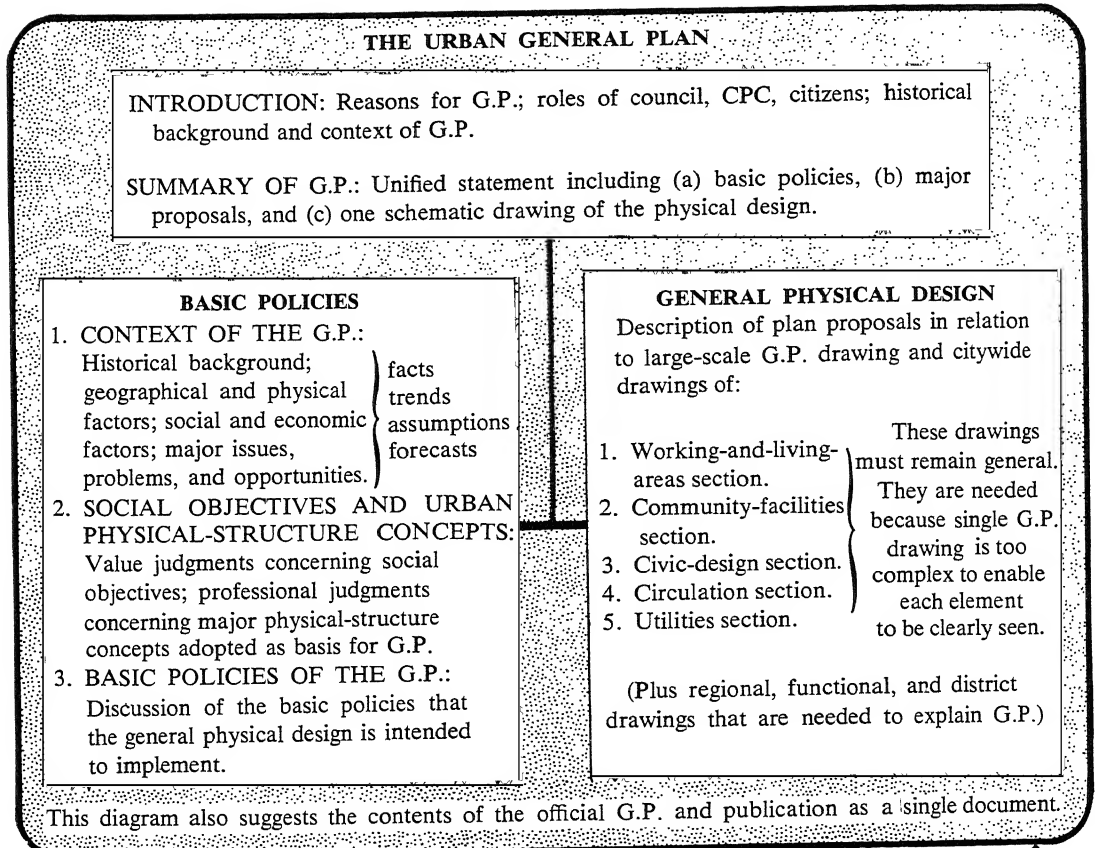 THE URBAN GENERAL PLAN
INTRODUCTION: Reasons for G.P.; roles of council, CPC, citizens; historical
background and context of G.P.
SUMMARY OF G.P.: Unified statement including (a) basic policies, (b) major
proposals, and (c) one schematic drawing of the physical design.
BASIC POLICIES
1. CONTEXT OF THE G.P.:
Historical background;
geographical and physical
factors; social and economic
factors; major issues,
problems, and opportunities.
facts
trends
assumptions
forecasts
2. SOCIAL OBJECTIVES AND URBAN
PHYSICAL-STRUCTURE CONCEPTS:
Value judgments concerning social
objectives; professional judgments
concerning major physical-structure
concepts adopted as basis for G.P.
3. BASIC POLICIES OF THE G.P.:
Discussion of the basic policies that
the general physical design is intended
to implement.
GENERAL PHYSICAL DESIGN
Description of plan proposals in relation
to large-scale G.P. drawing and citywide
drawings of:
1. Working-and-living-
areas section.
2. Community-facilities
section.
3. Civic-design section.
4. Circulation section.
5. Utilities section.
These drawings
must remain general.
They are needed
because single G.P.
drawing is too
complex to enable
each element
to be clearly seen.
(Plus regional, functional, and district
drawings that are needed to explain G.P.)
This diagram also suggests the contents of the official G.P. and publication as a single document.